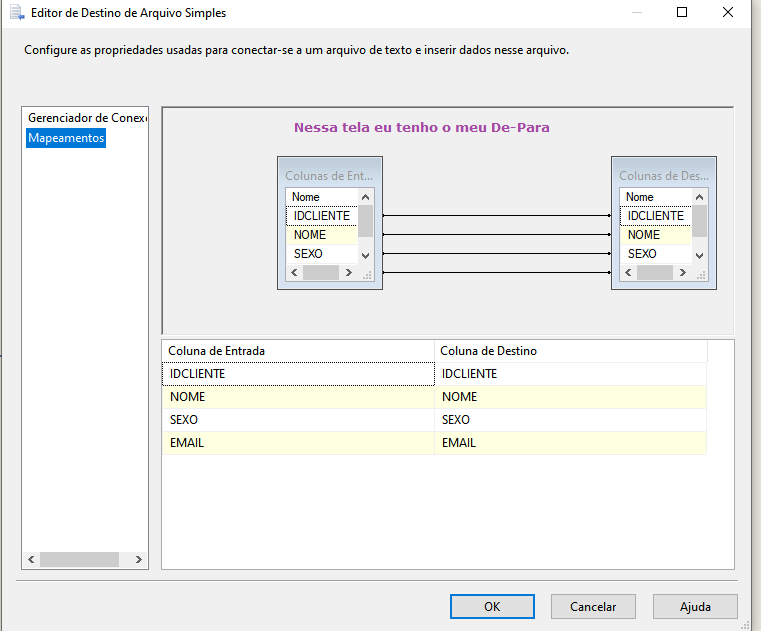 Editor de Destino de Arquivo Simples
Configure as propriedades usadas para conectar-se a um arquivo de texto e inserir dados nesse arquivo.
Gerenciador de Conex
Mapeamentos
Nessa tela eu tenho o meu De-Para
Colunas de Ent...
Nome
IDCLIENTE
NOME
SEXO
Colunas de Des...
Nome
IDCLIENTE
NOME
SEXO
Coluna de Entrada Coluna de Destino
IDCLIENTE IDCLIENTE
NOME NOME
SEXO SEXO
EMAIL EMAIL
OK Cancelar Ajuda